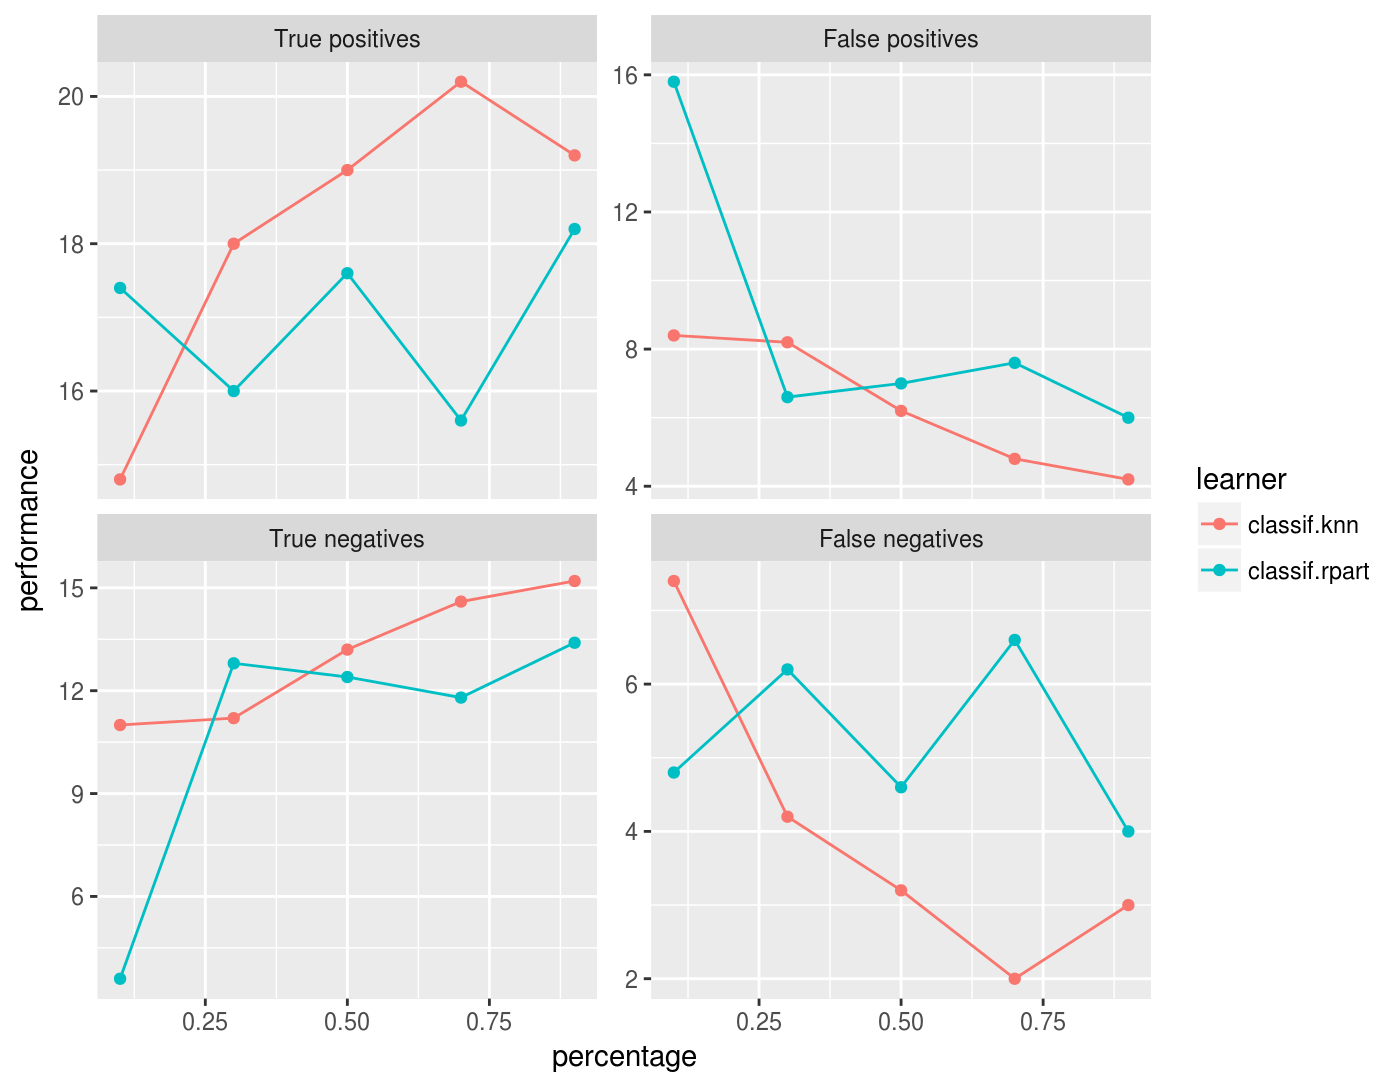 True positives
False positives
20
18
16
16
12
8
4
True negatives
False negatives
15
12
9
6
6
4
2
0.25
0.50
0.75
0.25
0.50
0.75
percentage
performance
learner
classif.knn
classif.rpart